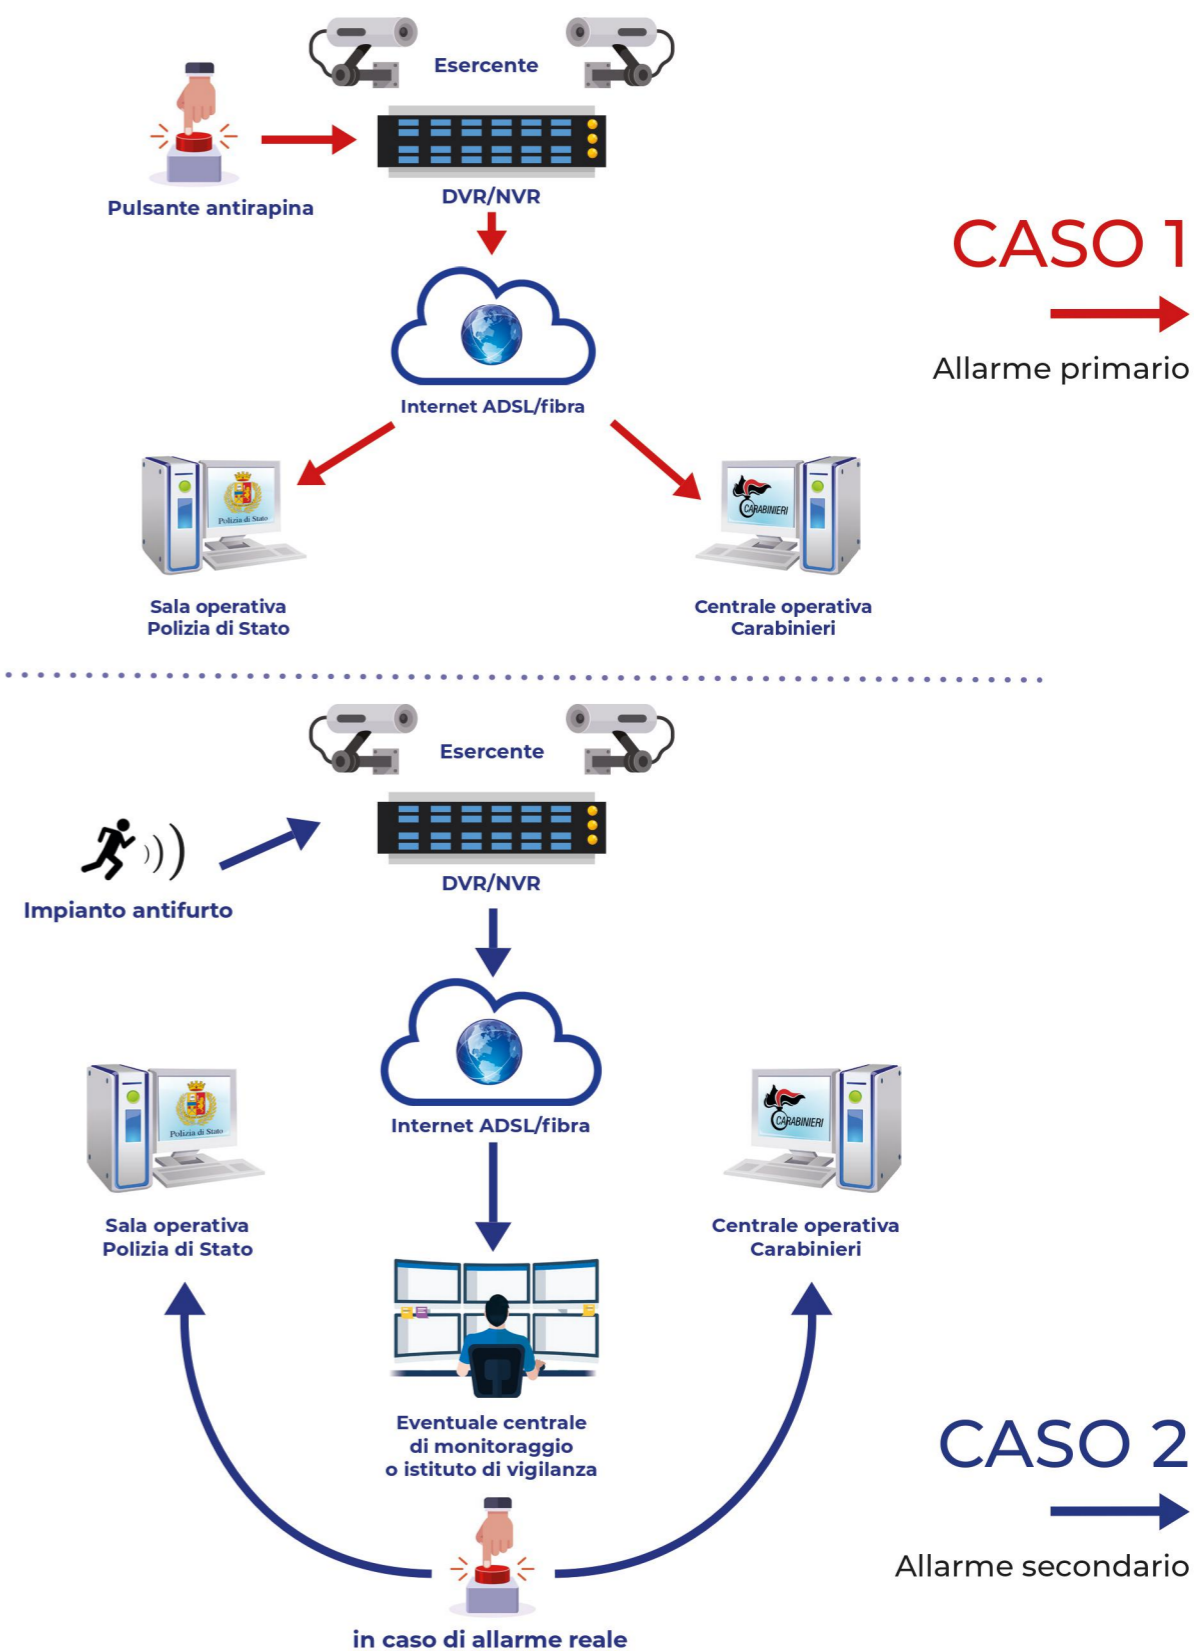 Esercente
Pulsante antirapina
DVR/NVR
CASO 1
Allarme primario
Internet ADSL/fibra
Polizia di Stato
CARABINIERI
Sala operativa
Polizia di Stato
Centrale operativa
Carabinieri
Esercente
DVR/NVR
Impianto antifurto
Internet ADSL/fibra
Polizia di Stato
CARABINIERI
Sala operativa
Polizia di Stato
Centrale operativa
Carabinieri
Eventuale centrale
di monitoraggio
o istituto di vigilanza
CASO 2
Allarme secondario
in caso di allarme reale